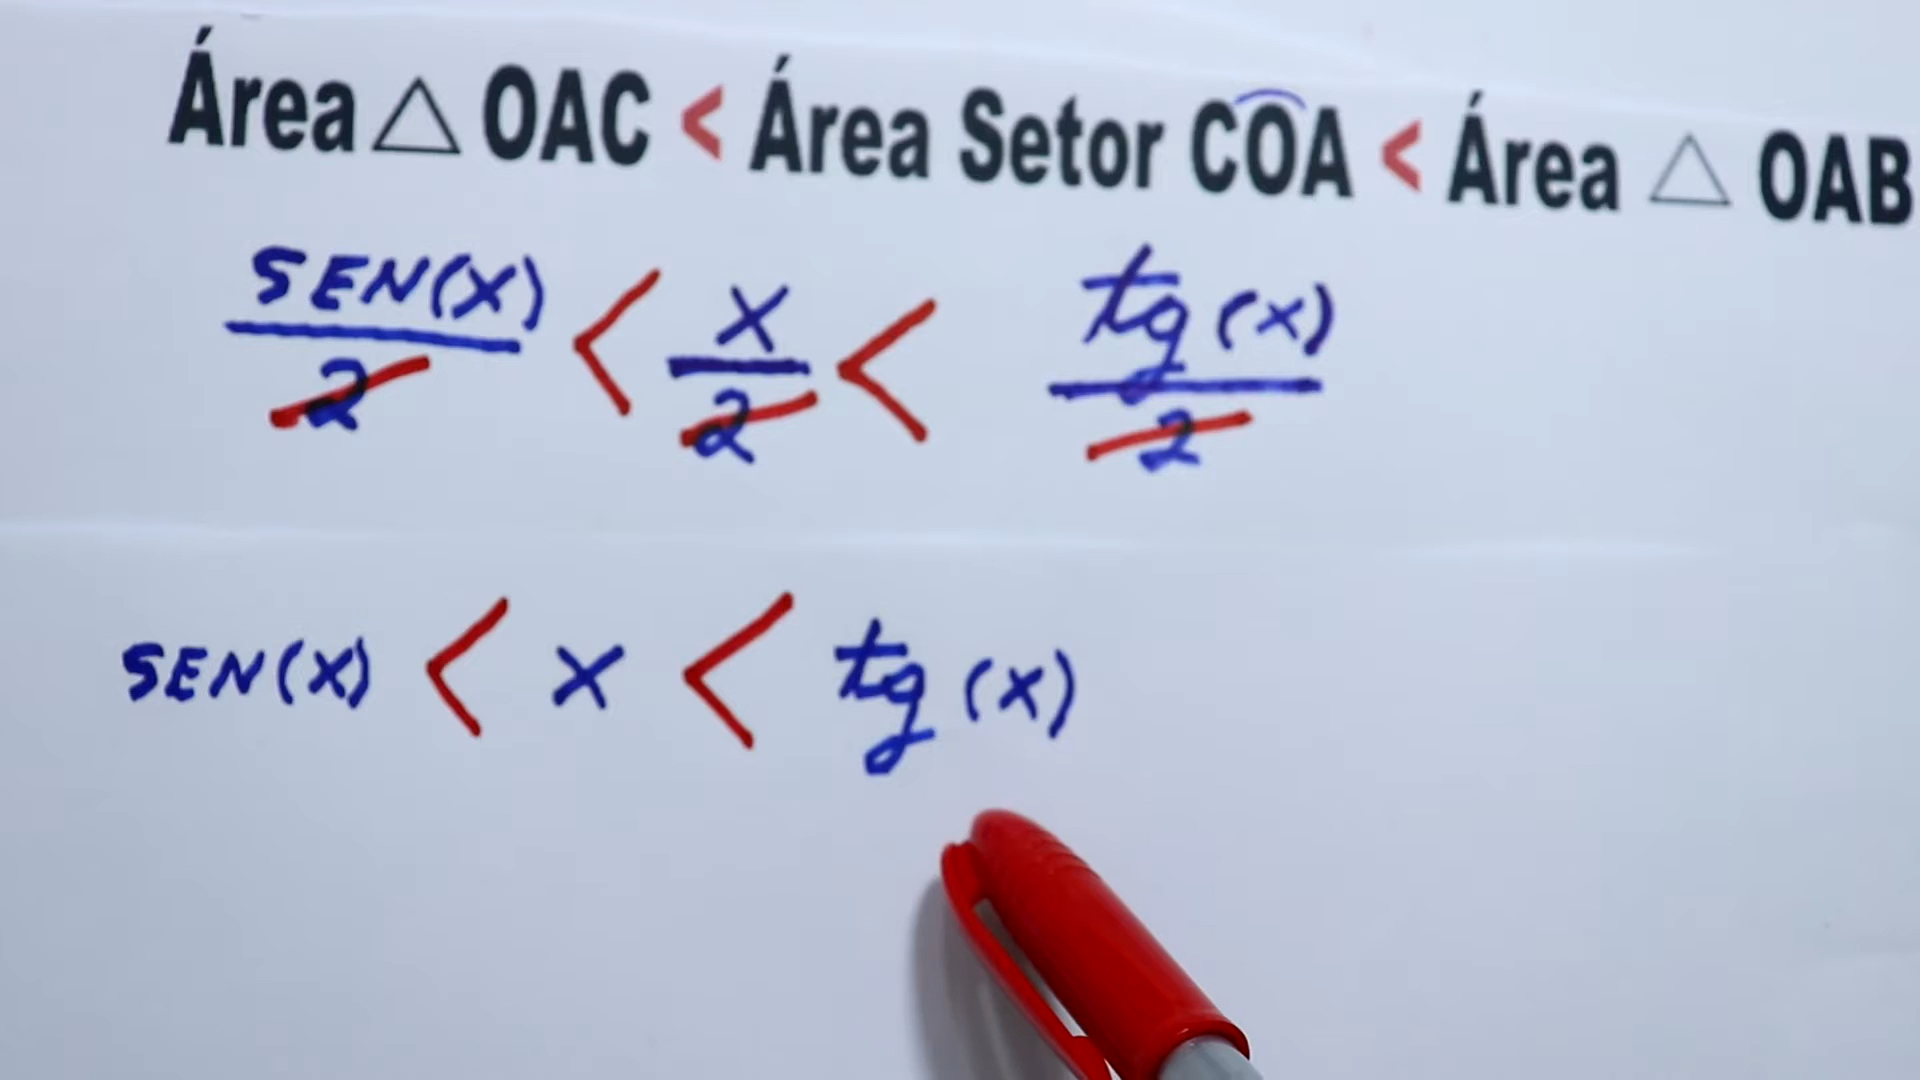 Área △ OAC < Área Setor COA < Área △ OAB
SEN(X)/2 < X/2 < tg(x)/2
SEN(X) < X < tg(x)